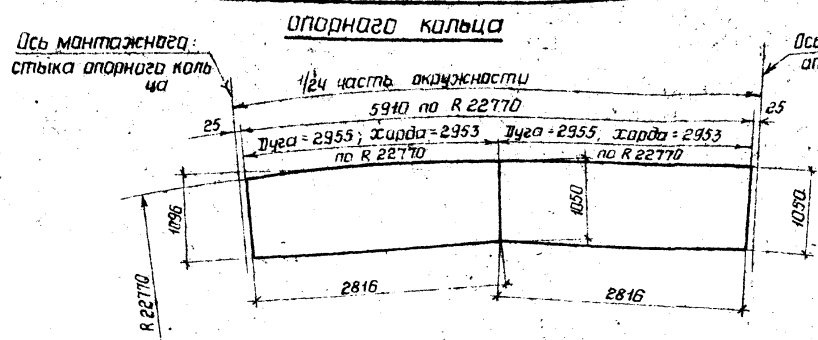 опорного кольца
Ось монтажного
стыка опорного коль
ца
Ось
оп
1/24 часть окружности
5910 по R 22770
25
25
Дуга = 2955; хорда = 2953
по R 22770
Дуга = 2955; хорда = 2953
по R 22770
1096
1050
1090
R 22770
2816
2816